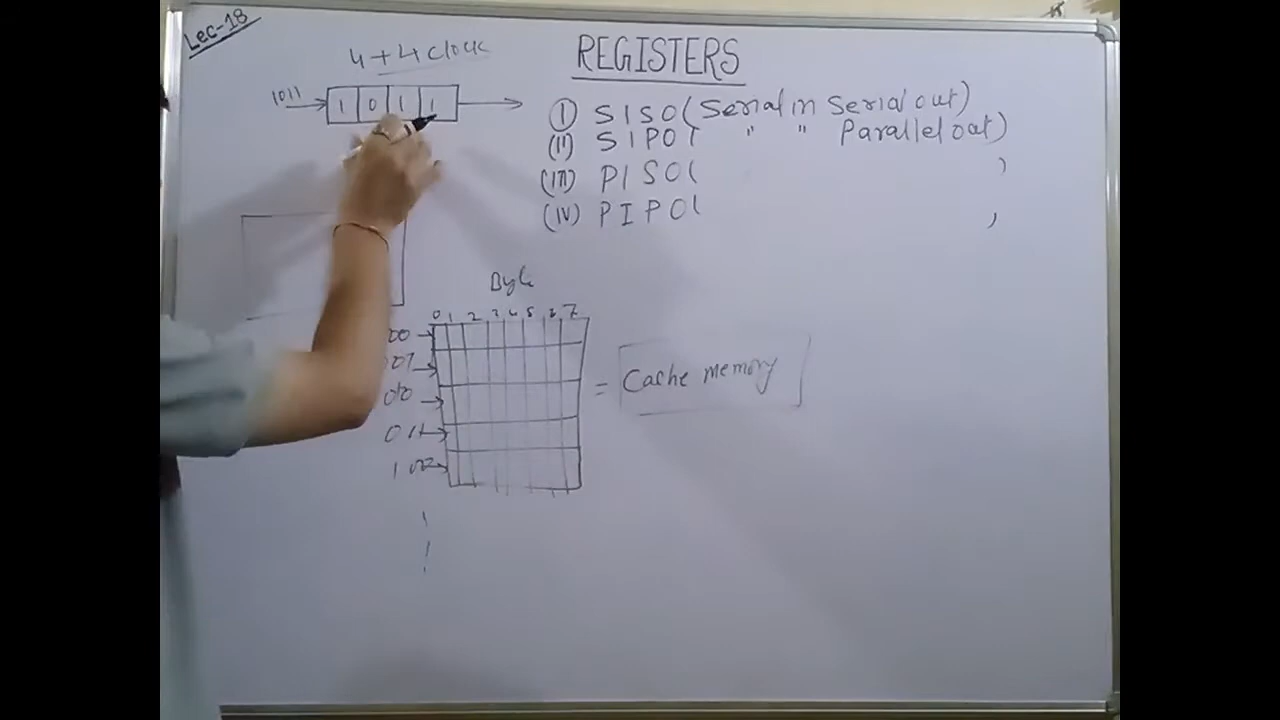 Lec-18
4+4 clock
REGISTERS
1011
1 0 1 1
(I) SISO (Serial in Serial out)
(II) SIPO ( " " Parallel out)
(III) PISO( )
(IV) PIPO( )
Byte
0 1 2 3 4 5 6 7
00
001
010
011
100
= Cache memory